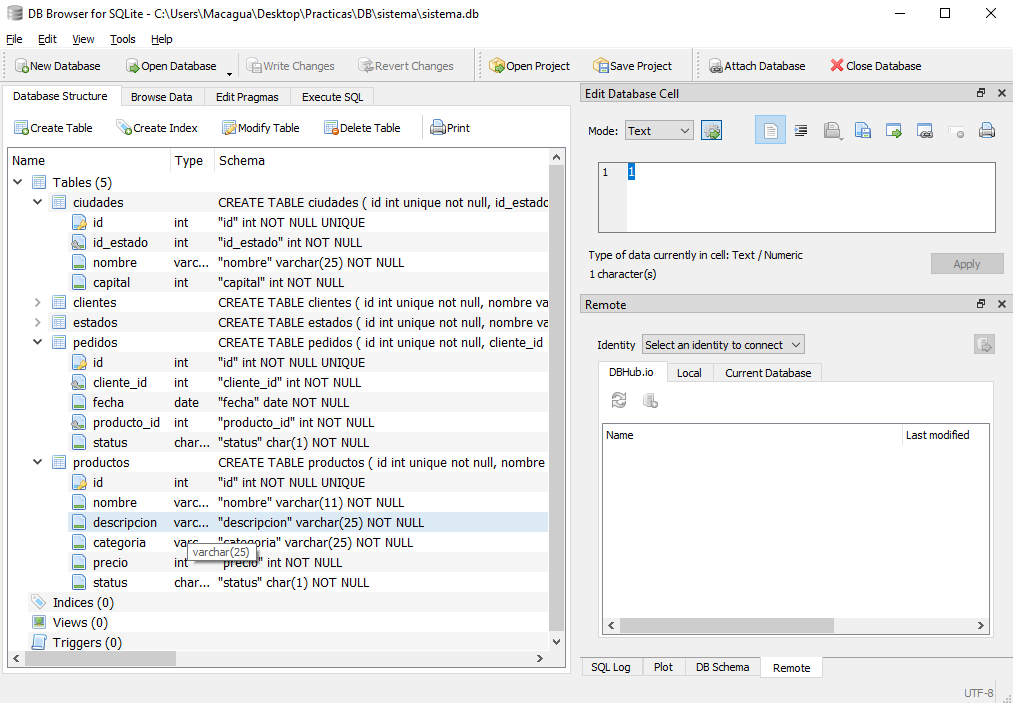 DB Browser for SQLite - C:\Users\Macagua\Desktop\Practicas\DB\sistema\sistema.db
File Edit View Tools Help
New Database Open Database Write Changes Revert Changes Open Project Save Project Attach Database Close Database
Database Structure Browse Data Edit Pragmas Execute SQL
Create Table Create Index Modify Table Delete Table Print
Name Type Schema
Tables (5)
ciudades CREATE TABLE ciudades ( id int unique not null, id_estado
id int "id" int NOT NULL UNIQUE
id_estado int "id_estado" int NOT NULL
nombre varc... "nombre" varchar(25) NOT NULL
capital int "capital" int NOT NULL
clientes CREATE TABLE clientes ( id int unique not null, nombre va
estados CREATE TABLE estados ( id int unique not null, nombre va
pedidos CREATE TABLE pedidos ( id int unique not null, cliente_id
id int "id" int NOT NULL UNIQUE
cliente_id int "cliente_id" int NOT NULL
fecha date "fecha" date NOT NULL
producto_id int "producto_id" int NOT NULL
status char... "status" char(1) NOT NULL
productos CREATE TABLE productos ( id int unique not null, nombre
id int "id" int NOT NULL UNIQUE
nombre varc... "nombre" varchar(11) NOT NULL
descripcion varc... "descripcion" varchar(25) NOT NULL
categoria varc... "categoria" varchar(25) NOT NULL
varchar(25)
precio int "precio" int NOT NULL
status char... "status" char(1) NOT NULL
Indices (0)
Views (0)
Triggers (0)
Edit Database Cell
Mode: Text
1 1
Type of data currently in cell: Text / Numeric
1 character(s)
Apply
Remote
Identity Select an identity to connect
DBHub.io Local Current Database
Name Last modified
SQL Log Plot DB Schema Remote
UTF-8